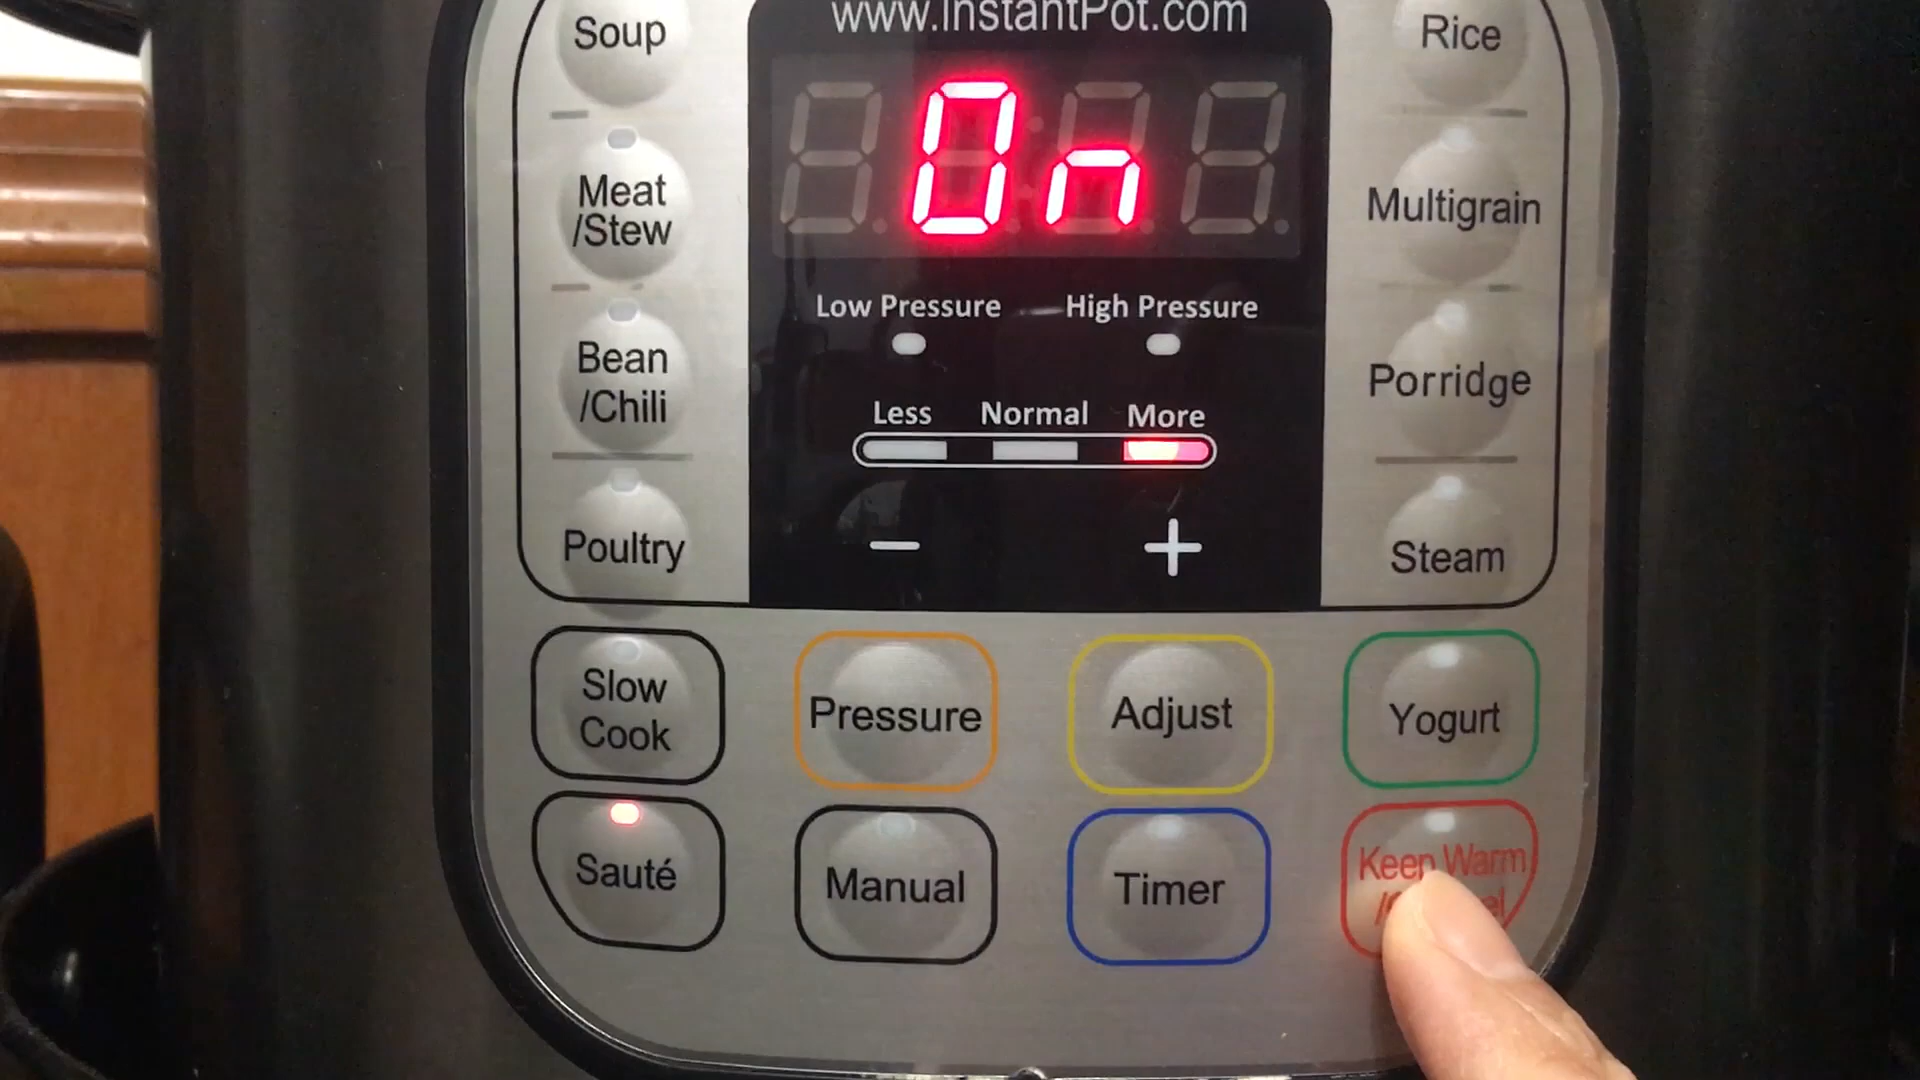 www.InstantPot.com
Soup
Meat
/Stew
Bean
/Chili
Poultry
On
Low Pressure High Pressure
Less Normal More
− +
Rice
Multigrain
Porridge
Steam
Slow
Cook
Pressure
Adjust
Yogurt
Sauté
Manual
Timer
Keep Warm